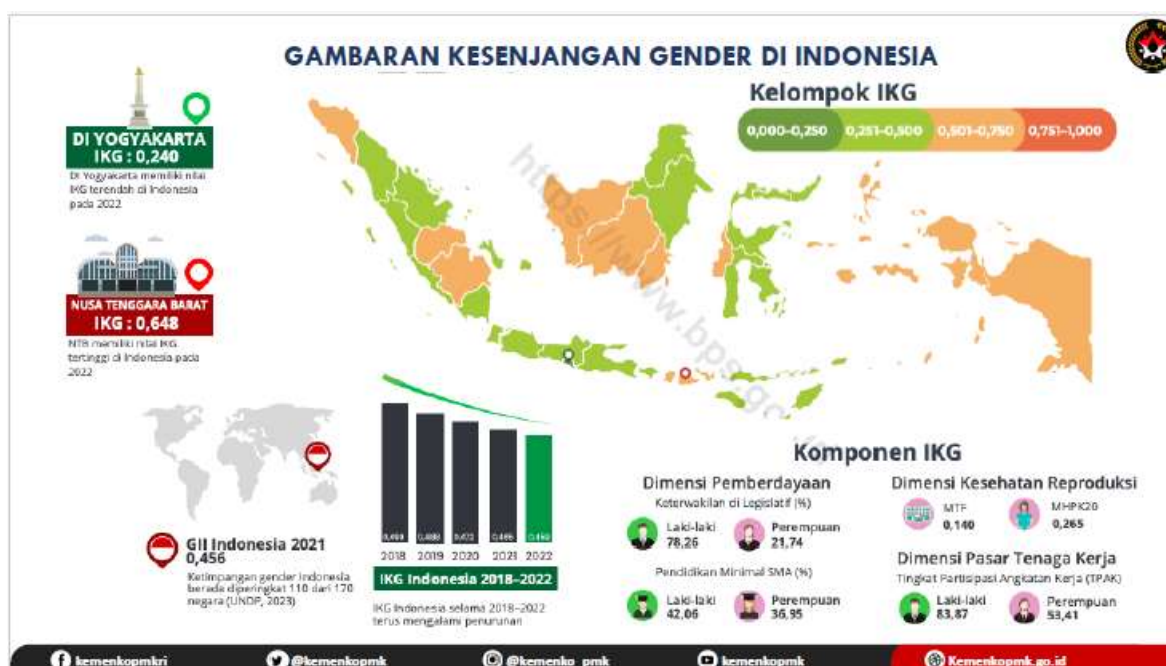 GAMBARAN KESENJANGAN GENDER DI INDONESIA
DI YOGYAKARTA
IKG : 0,240
DI Yogyakarta memiliki nilai
IKG terendah di Indonesia
pada 2022
NUSA TENGGARA BARAT
IKG : 0,648
NTB memiliki nilai IKG
tertinggi di Indonesia pada
2022
Kelompok IKG
0,000–0,250
0,251–0,500
0,501–0,750
0,751–1,000
https://www.bps.go
GII Indonesia 2021
0,456
Ketimpangan gender Indonesia
berada diperingkat 110 dari 170
negara (UNDP, 2023)
2018 2019 2020 2021 2022
IKG Indonesia 2018–2022
IKG Indonesia selama 2018–2022
terus mengalami penurunan
Komponen IKG
Dimensi Pemberdayaan
Keterwakilan di Legislatif (%)
Laki-laki
78,26
Perempuan
21,74
Pendidikan Minimal SMA (%)
Laki-laki
42,06
Perempuan
36,95
Dimensi Kesehatan Reproduksi
MTF
0,140
MHPK20
0,265
Dimensi Pasar Tenaga Kerja
Tingkat Partisipasi Angkatan Kerja (TPAK)
Laki-laki
83,87
Perempuan
53,41
kemenkopmkri
@kemenkopmk
@kemenko_pmk
kemenkopmk
Kemenkopmk.go.id